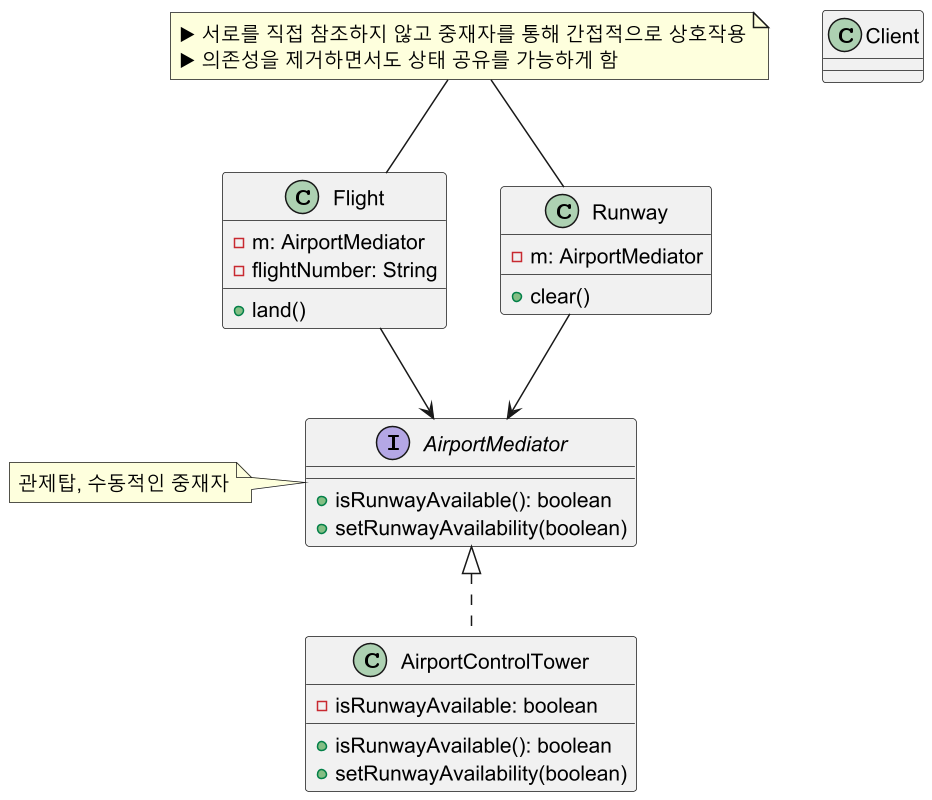 ▶ 서로를 직접 참조하지 않고 중재자를 통해 간접적으로 상호작용
▶ 의존성을 제거하면서도 상태 공유를 가능하게 함
C Client
C Flight
m: AirportMediator
flightNumber: String
land()
C Runway
m: AirportMediator
clear()
관제탑, 수동적인 중재자
I AirportMediator
isRunwayAvailable(): boolean
setRunwayAvailability(boolean)
C AirportControlTower
isRunwayAvailable: boolean
isRunwayAvailable(): boolean
setRunwayAvailability(boolean)